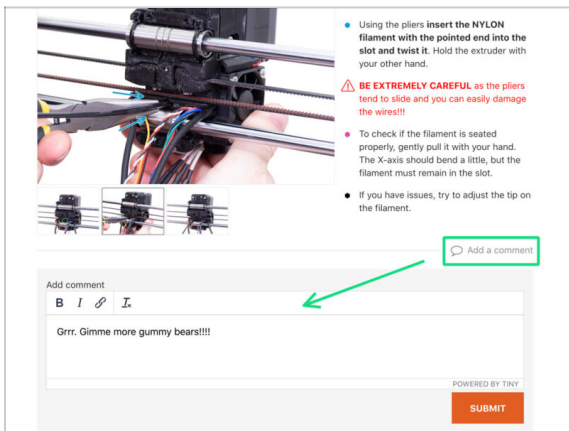 Using the pliers insert the NYLON
filament with the pointed end into the
slot and twist it. Hold the extruder with
your other hand.
BE EXTREMELY CAREFUL as the pliers
tend to slide and you can easily damage
the wires!!!
To check if the filament is seated
properly, gently pull it with your hand.
The X-axis should bend a little, but the
filament must remain in the slot.
If you have issues, try to adjust the tip on
the filament.
Add a comment
Add comment
B I
Grrr. Gimme more gummy bears!!!!
POWERED BY TINY
SUBMIT